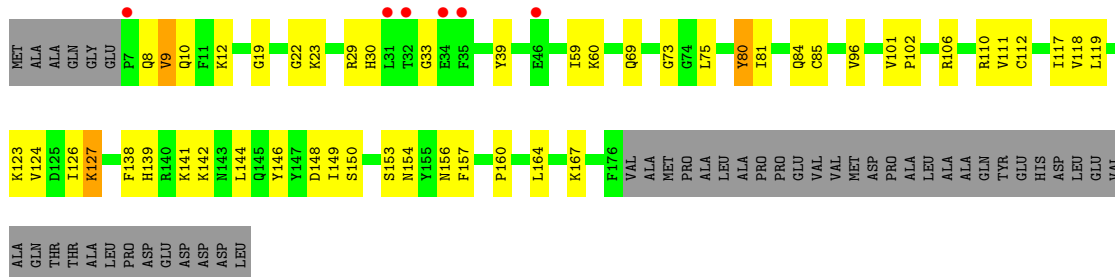 MET ALA ALA GLN GLY GLU P7 Q8 V9 Q10 F11 K12 G19 G22 K23 R29 H30 L31 T32 G33 E34 F35 Y39 E46 I59 K60 Q69 G73 G74 L75 Y80 I81 Q84 C85 V96 V101 P102 R106 R110 V111 C112 I117 V118 L119
K123 V124 D125 I126 K127 F138 H139 R140 K141 K142 N143 L144 Q145 Y146 Y147 D148 I149 S150 S153 N154 Y155 N156 F157 P160 L164 K167 F176 VAL ALA MET PRO ALA LEU ALA PRO PRO GLU VAL VAL MET ASP PRO ALA LEU ALA ALA GLN TYR GLU HIS ASP LEU GLU VAL
ALA GLN THR THR ALA LEU PRO ASP GLU ASP ASP ASP LEU